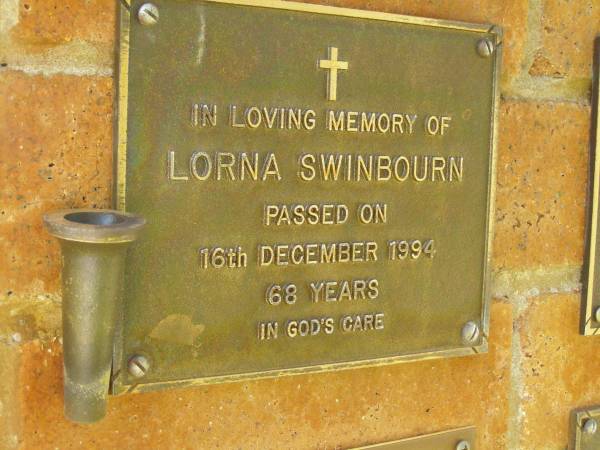 IN LOVING MEMORY OF
LORNA SWINBOURN
PASSED ON
16th DECEMBER 1994
68 YEARS
IN GOD'S CARE